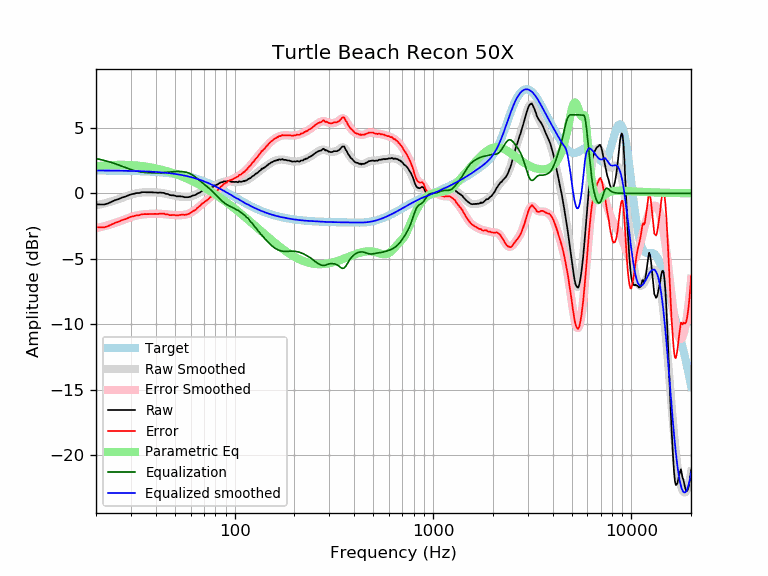 Turtle Beach Recon 50X
Amplitude (dBr)
5
0
−5
−10
−15
−20
Target
Raw Smoothed
Error Smoothed
Raw
Error
Parametric Eq
Equalization
Equalized smoothed
100
1000
10000
Frequency (Hz)